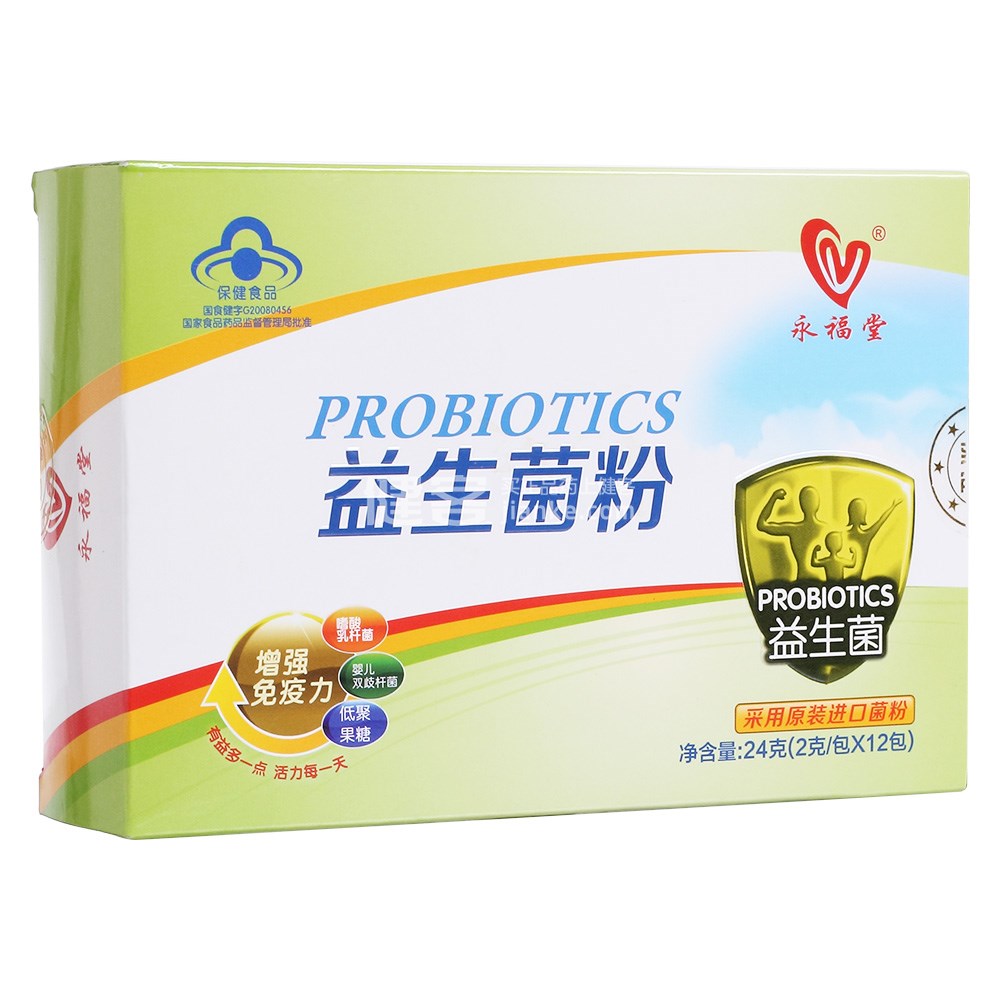 保健食品
国食健字G20080456
国家食品药品监督管理局批准
®
永福堂
PROBIOTICS
益生菌粉
永福堂
PROBIOTICS
益生菌
增强
免疫力
嗜酸
乳杆菌
婴儿
双歧杆菌
低聚
果糖
有益多一点 活力每一天
采用原装进口菌粉
净含量:24克(2克/包X12包)